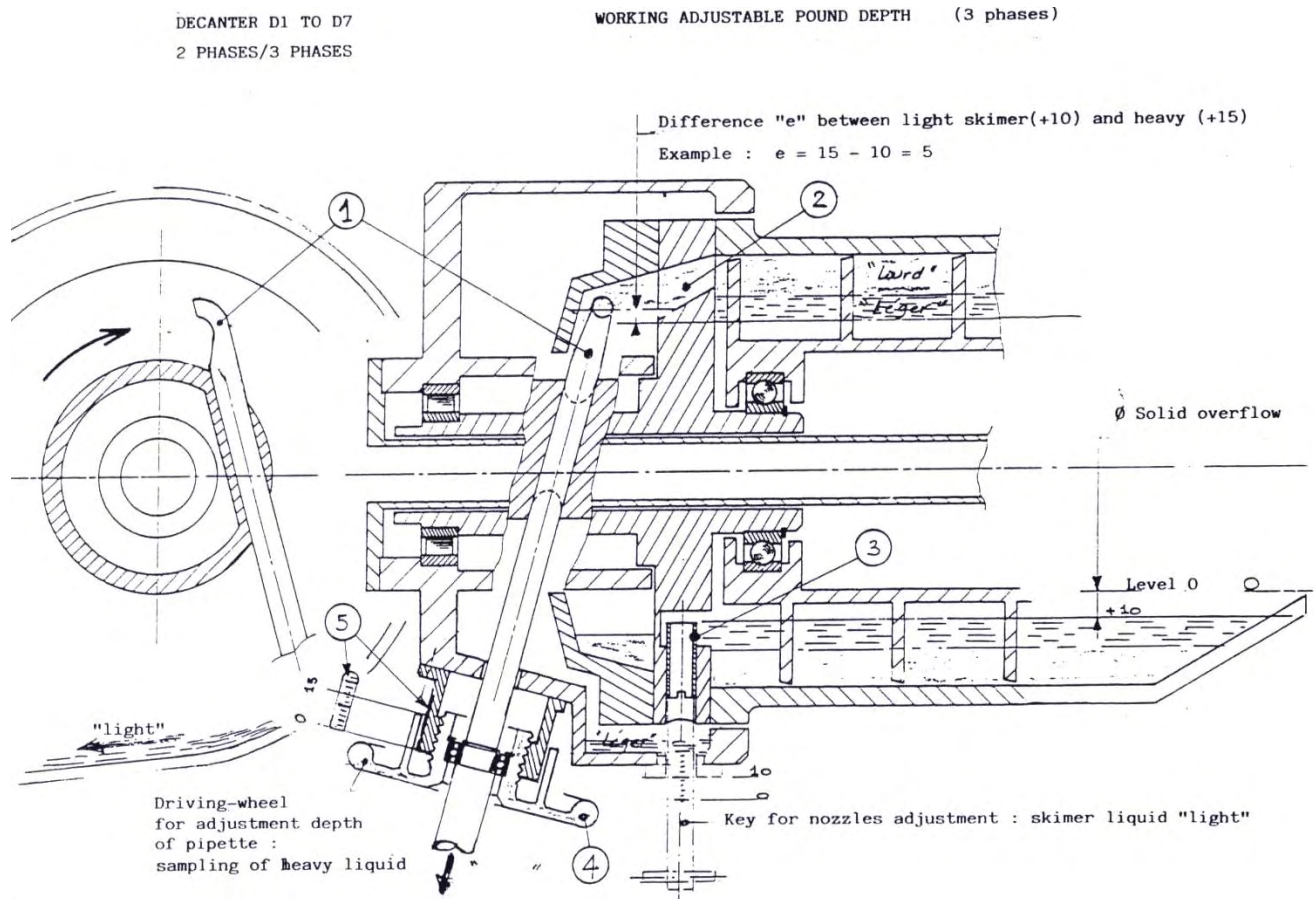 DECANTER D1 TO D7
2 PHASES/3 PHASES
WORKING ADJUSTABLE POUND DEPTH (3 phases)
Difference "e" between light skimer(+10) and heavy (+15)
Example : e = 15 - 10 = 5
1
2
"Lourd"
"Léger"
Ø Solid overflow
3
Level 0
0
+10
5
15
0
"light"
"Léger"
10
0
Driving-wheel
for adjustment depth
of pipette :
sampling of heavy liquid
" "
4
Key for nozzles adjustment : skimer liquid "light"